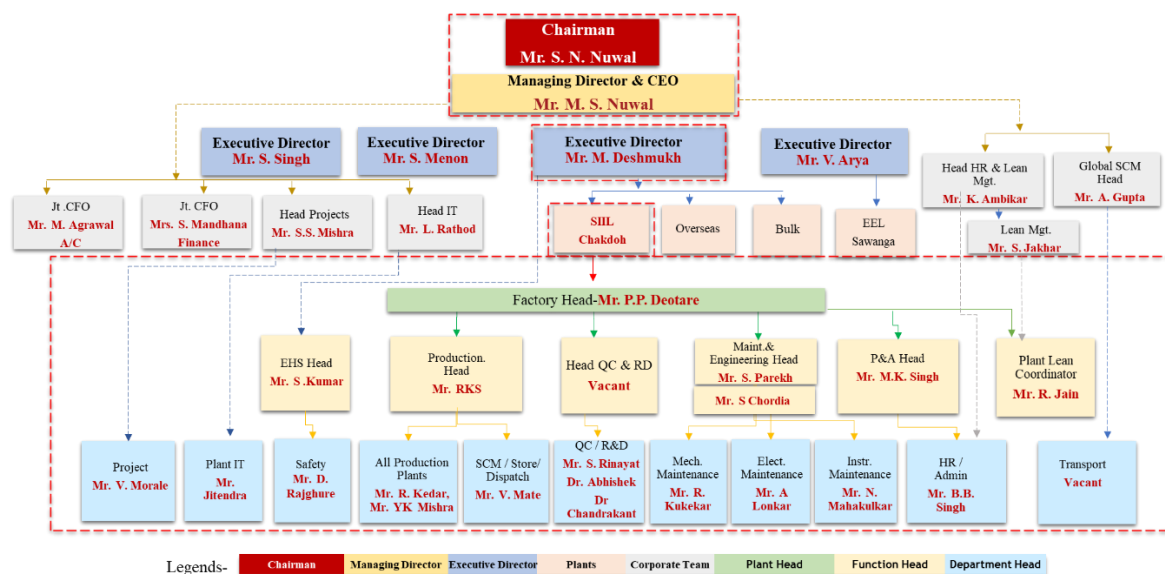 Chairman
Mr. S. N. Nuwal
Managing Director & CEO
Mr. M. S. Nuwal
Executive Director
Mr. S. Singh
Executive Director
Mr. S. Menon
Executive Director
Mr. M. Deshmukh
Executive Director
Mr. V. Arya
Head HR & Lean
Mgt.
Mr. K. Ambikar
Global SCM
Head
Mr. A. Gupta
Jt .CFO
Mr. M. Agrawal
A/C
Jt. CFO
Mrs. S. Mandhana
Finance
Head Projects
Mr. S.S. Mishra
Head IT
Mr. L. Rathod
SIIL
Chakdoh
Overseas
Bulk
EEL
Sawanga
Lean Mgt.
Mr. S. Jakhar
Factory Head-Mr. P.P. Deotare
EHS Head
Mr. S .Kumar
Production.
Head
Mr. RKS
Head QC & RD
Vacant
Maint.&
Engineering Head
Mr. S. Parekh
Mr. S Chordia
P&A Head
Mr. M.K. Singh
Plant Lean
Coordinator
Mr. R. Jain
Project
Mr. V. Morale
Plant IT
Mr.
Jitendra
Safety
Mr. D.
Rajghure
All Production
Plants
Mr. R. Kedar,
Mr. YK Mishra
SCM / Store/
Dispatch
Mr. V. Mate
QC / R&D
Mr. S. Rinayat
Dr. Abhishek
Dr
Chandrakant
Mech.
Maintenance
Mr. R.
Kukekar
Elect.
Maintenance
Mr. A
Lonkar
Instr.
Maintenance
Mr. N.
Mahakulkar
HR /
Admin
Mr. B.B.
Singh
Transport
Vacant
Legends-
Chairman
Managing Director
Executive Director
Plants
Corporate Team
Plant Head
Function Head
Department Head